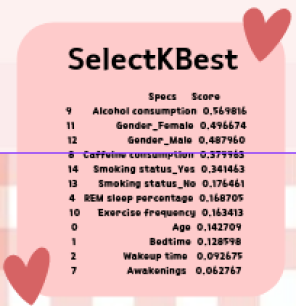 SelectKBest
Specs Score
9 Alcohol consumption 0.569816
11 Gender_Female 0.496674
12 Gender_Male 0.487960
8 Caffeine consumption 0.379965
14 Smoking status_Yes 0.341463
13 Smoking status_No 0.176461
4 REM sleep percentage 0.168705
10 Exercise frequency 0.163413
0 Age 0.142709
1 Bedtime 0.128598
2 Wakeup time 0.092675
7 Awakenings 0.062767